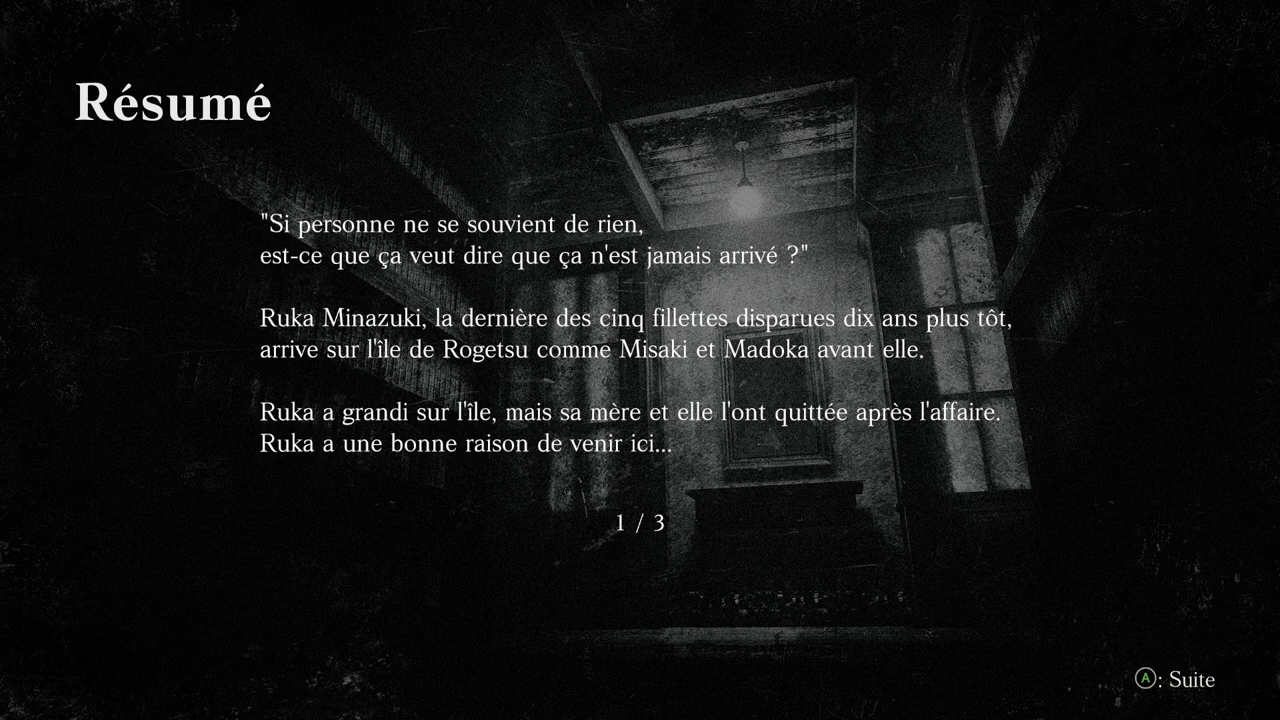 Résumé
"Si personne ne se souvient de rien,
est-ce que ça veut dire que ça n'est jamais arrivé ?"
Ruka Minazuki, la dernière des cinq fillettes disparues dix ans plus tôt,
arrive sur l'île de Rogetsu comme Misaki et Madoka avant elle.
Ruka a grandi sur l'île, mais sa mère et elle l'ont quittée après l'affaire.
Ruka a une bonne raison de venir ici...
1 / 3
A: Suite